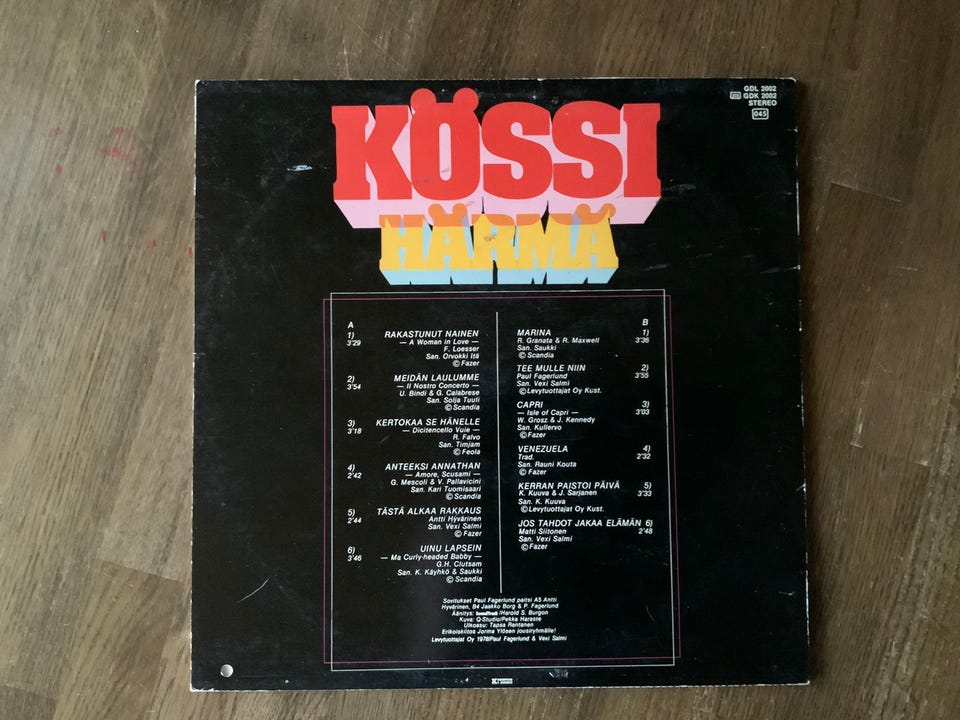 GDL 2002
GDK 2002
STEREO
045
KÖSSI
HÄRMÄ
A
1) RAKASTUNUT NAINEN
3'29 — A Woman in Love —
F. Loesser
San. Orvokki Itä
©Fazer
2) MEIDÄN LAULUMME
3'54 — Il Nostro Concerto —
U. Bindi & G. Calabrese
San. Solja Tuuli
©Scandia
3) KERTOKAA SE HÄNELLE
3'18 — Dicitencello Vuie —
R. Falvo
San. Timjam
©Feola
4) ANTEEKSI ANNATHAN
2'42 — Amore, Scusami —
G. Mescoli & V. Pallavicini
San. Kari Tuomisaari
©Scandia
5) TÄSTÄ ALKAA RAKKAUS
2'44 Antti Hyvärinen
San. Vexi Salmi
©Fazer
6) UINU LAPSEIN
3'46 — Ma Curly-headed Babby —
G.H. Clutsam
San. K. Käyhkö & Saukki
©Scandia
B
MARINA 1)
R. Granata & R. Maxwell 3'36
San. Saukki
©Scandia
TEE MULLE NIIN 2)
Paul Fagerlund 3'55
San. Vexi Salmi
©Levytuottajat Oy Kust.
CAPRI 3)
— Isle of Capri — 3'03
W. Grosz & J. Kennedy
San. Kullervo
©Fazer
VENEZUELA 4)
Trad. 2'32
San. Rauni Kouta
©Fazer
KERRAN PAISTOI PÄIVÄ 5)
K. Kuuva & J. Sarjanen 3'33
San. K. Kuuva
©Levytuottajat Oy Kust.
JOS TAHDOT JAKAA ELÄMÄN 6)
Matti Siitonen 2'48
San. Vexi Salmi
©Fazer
Sovitukset Paul Fagerlund paitsi A5 Antti
Hyvärinen, B4 Jaakko Borg & P. Fagerlund
Äänitys: SoundTrack/Harold S. Burgon
Kuva: Q-Studio/Pekka Haraste
Ulkoasu: Tapsa Rantanen
Erikoiskiitos Jorma Ylösen jousiryhmälle!
Levytuottajat Oy 1978/Paul Fagerlund & Vexi Salmi